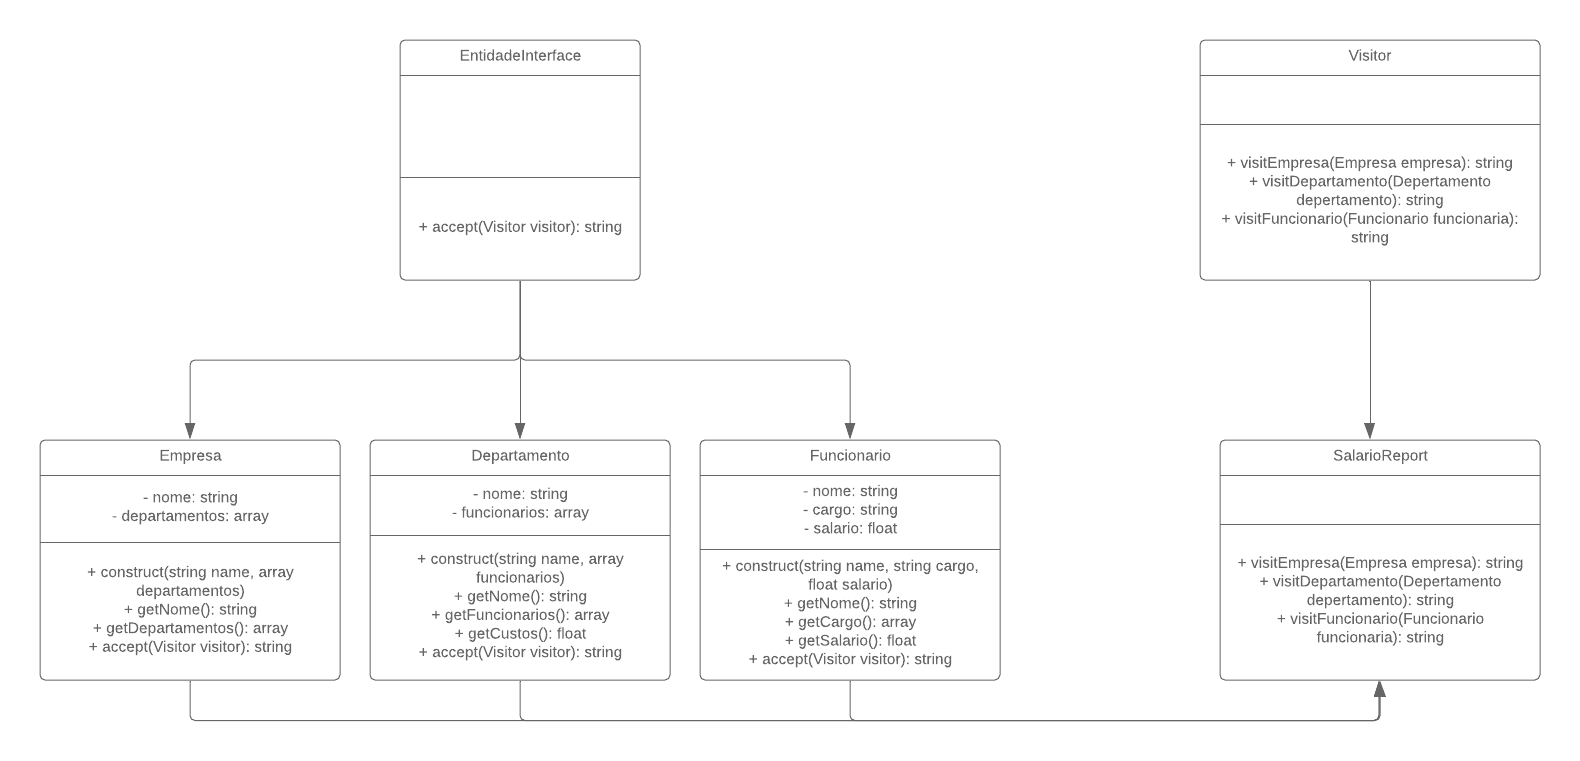 EntidadeInterface
+ accept(Visitor visitor): string
Visitor
+ visitEmpresa(Empresa empresa): string
+ visitDepartamento(Depertamento
depertamento): string
+ visitFuncionario(Funcionario funcionaria):
string
Empresa
- nome: string
- departamentos: array
+ construct(string name, array
departamentos)
+ getNome(): string
+ getDepartamentos(): array
+ accept(Visitor visitor): string
Departamento
- nome: string
- funcionarios: array
+ construct(string name, array
funcionarios)
+ getNome(): string
+ getFuncionarios(): array
+ getCustos(): float
+ accept(Visitor visitor): string
Funcionario
- nome: string
- cargo: string
- salario: float
+ construct(string name, string cargo,
float salario)
+ getNome(): string
+ getCargo(): array
+ getSalario(): float
+ accept(Visitor visitor): string
SalarioReport
+ visitEmpresa(Empresa empresa): string
+ visitDepartamento(Depertamento
depertamento): string
+ visitFuncionario(Funcionario
funcionaria): string